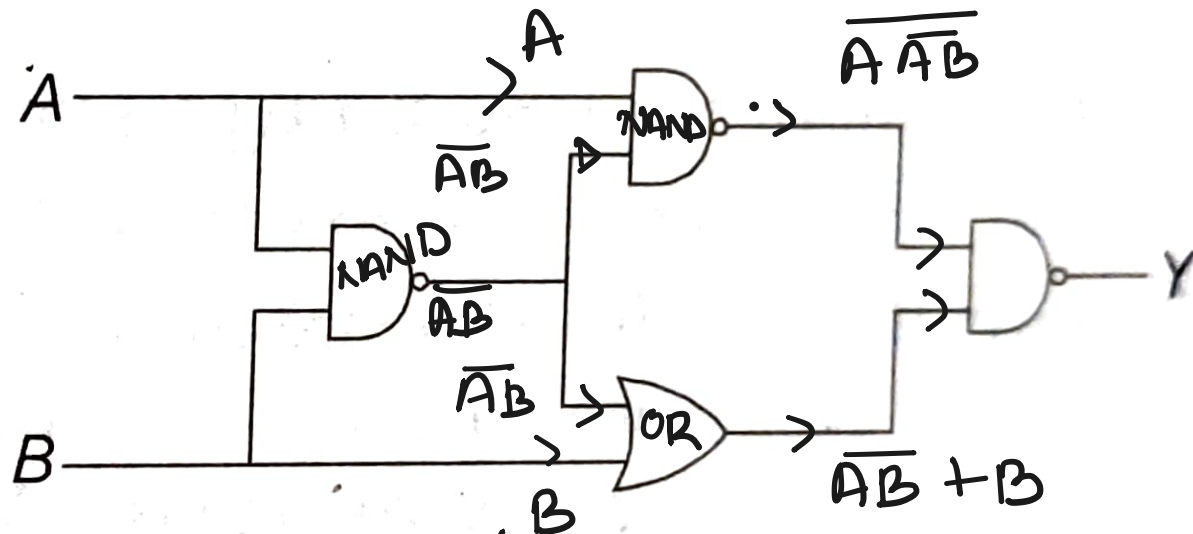 A
$\overline{A\,\overline{AB}}$
A
NAND
$\overline{AB}$
NAND
$\overline{AB}$
Y
$\overline{AB}$
OR
B
$\overline{AB}+B$
B